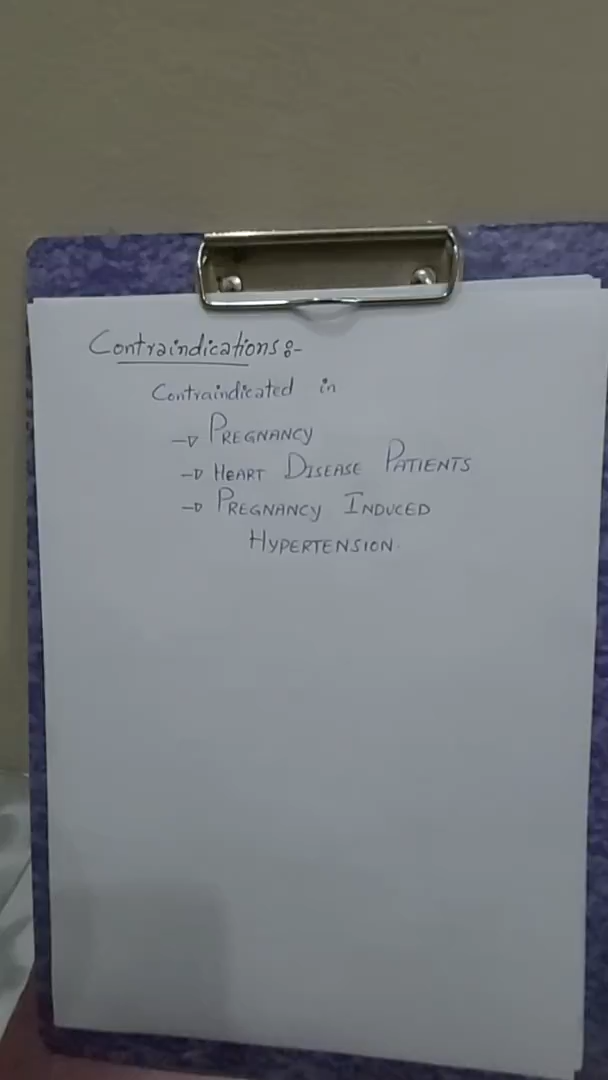 Contraindications:-
Contraindicated in
→ PREGNANCY
→ HEART DISEASE PATIENTS
→ PREGNANCY INDUCED
HYPERTENSION.